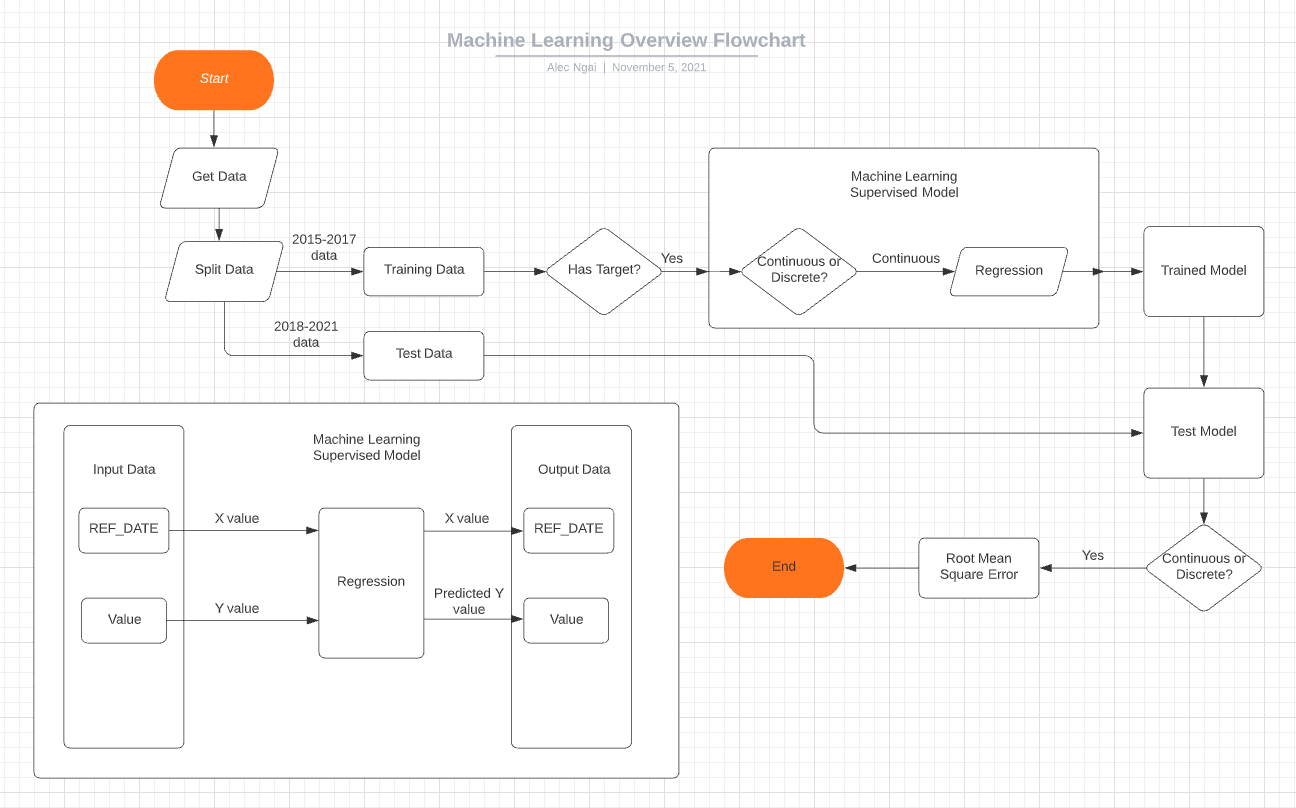 Machine Learning Overview Flowchart
Alec Ngai | November 5, 2021
Start
Get Data
Split Data
2015-2017
data
Training Data
Has Target?
Yes
Machine Learning
Supervised Model
Continuous or
Discrete?
Continuous
Regression
Trained Model
2018-2021
data
Test Data
Test Model
Continuous or
Discrete?
Yes
Root Mean
Square Error
End
Machine Learning
Supervised Model
Input Data
REF_DATE
Value
X value
Y value
Regression
X value
Predicted Y
value
Output Data
REF_DATE
Value